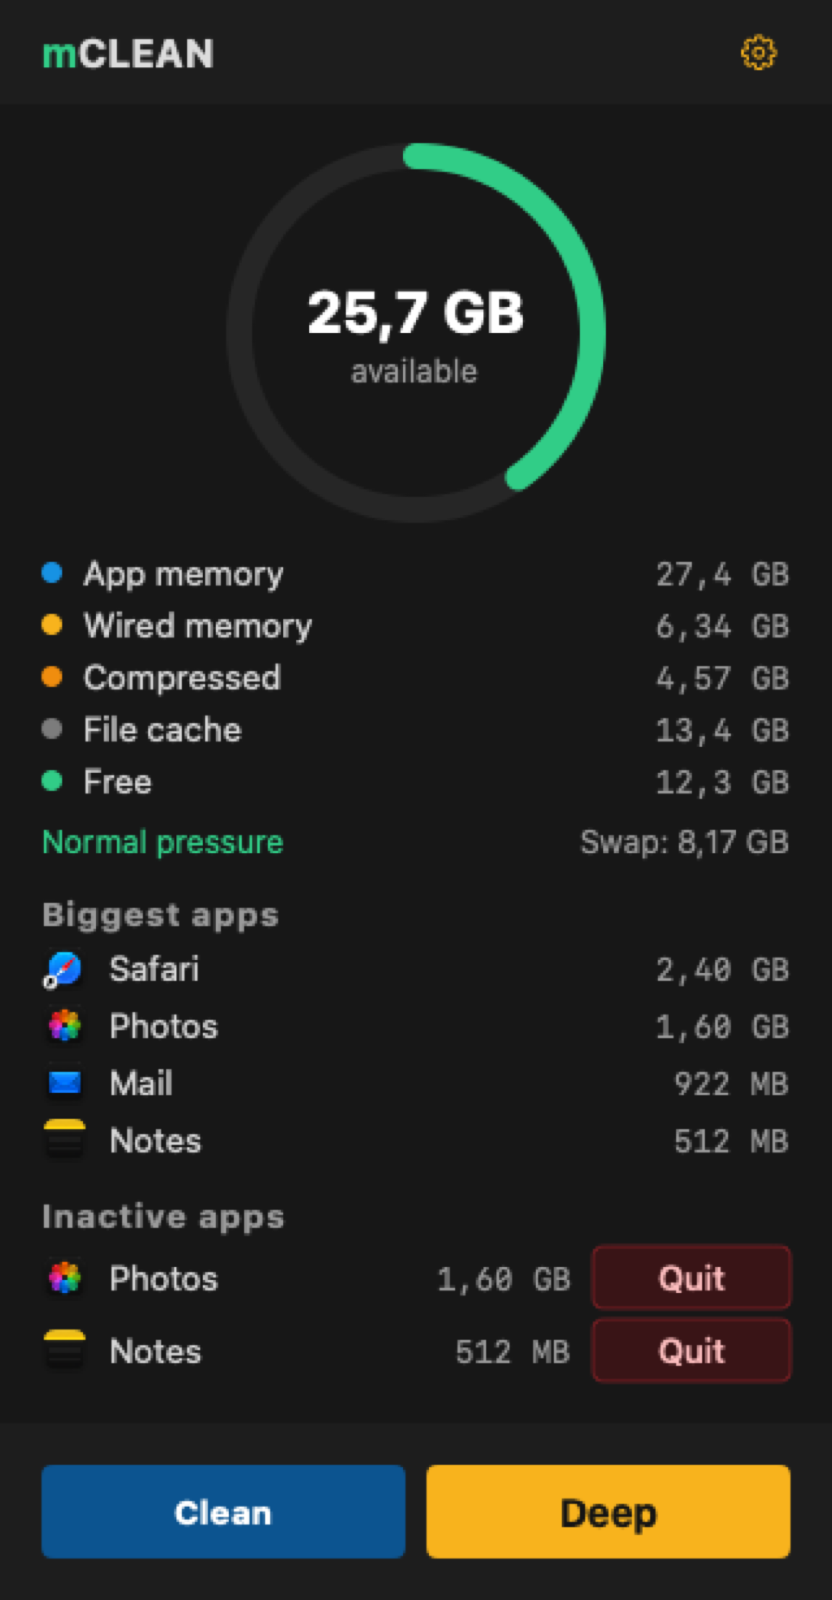 mCLEAN
25,7 GB
available
App memory 27,4 GB
Wired memory 6,34 GB
Compressed 4,57 GB
File cache 13,4 GB
Free 12,3 GB
Normal pressure Swap: 8,17 GB
Biggest apps
Safari 2,40 GB
Photos 1,60 GB
Mail 922 MB
Notes 512 MB
Inactive apps
Photos 1,60 GB Quit
Notes 512 MB Quit
Clean Deep